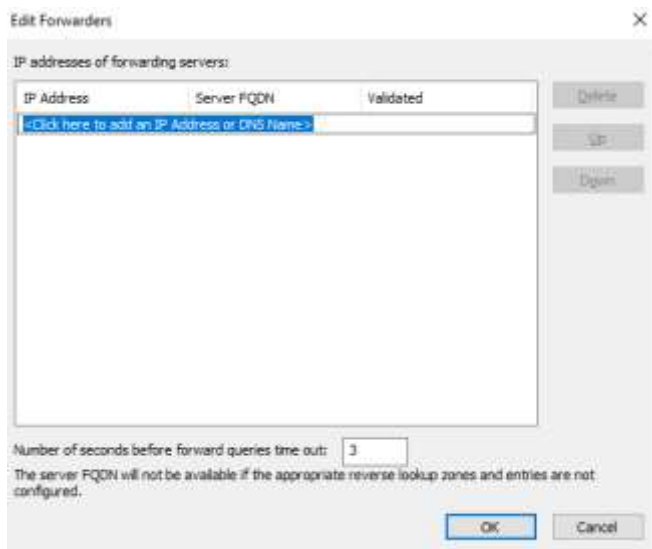 Edit Forwarders
IP addresses of forwarding servers:
IP Address Server FQDN Validated
<Click here to add an IP Address or DNS Name>
Delete
Up
Down
Number of seconds before forward queries time out: 3
The server FQDN will not be available if the appropriate reverse lookup zones and entries are not
configured.
OK Cancel